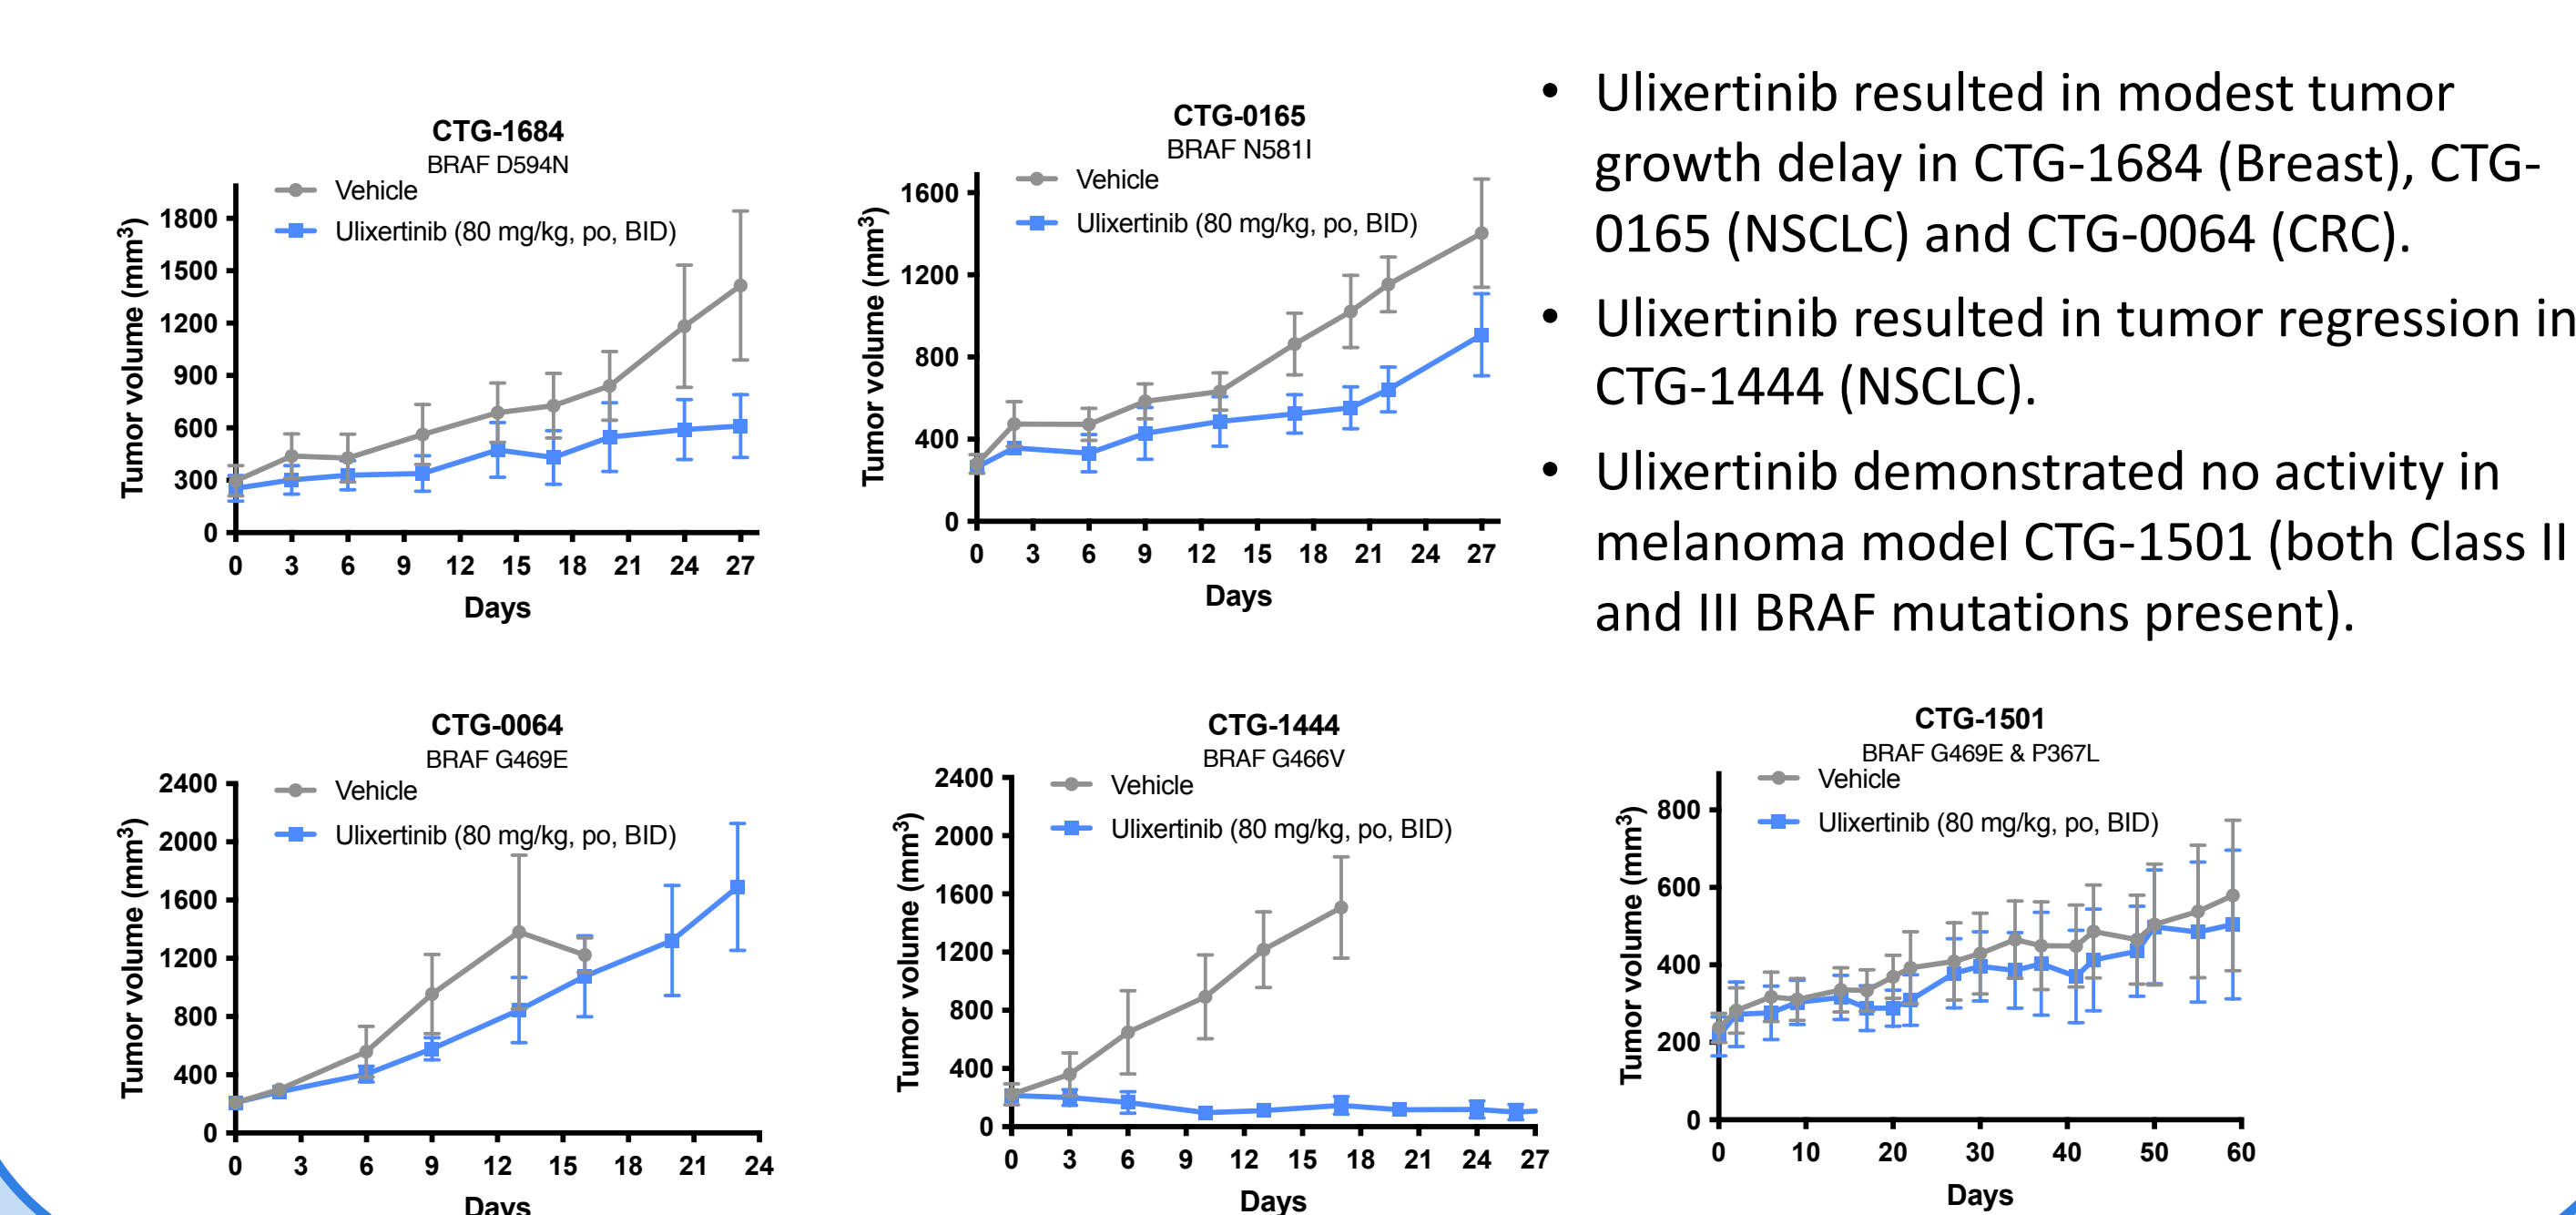 CTG-1684
BRAF D594N
Vehicle
Ulixertinib (80 mg/kg, po, BID)
Tumor volume (mm³)
1800
1500
1200
900
600
300
0
0 3 6 9 12 15 18 21 24 27
Days
CTG-0165
BRAF N581I
Vehicle
Ulixertinib (80 mg/kg, po, BID)
Tumor volume (mm³)
1600
1200
800
400
0
0 3 6 9 12 15 18 21 24 27
Days
• Ulixertinib resulted in modest tumor
growth delay in CTG-1684 (Breast), CTG-
0165 (NSCLC) and CTG-0064 (CRC).
• Ulixertinib resulted in tumor regression in
CTG-1444 (NSCLC).
• Ulixertinib demonstrated no activity in
melanoma model CTG-1501 (both Class II
and III BRAF mutations present).
CTG-0064
BRAF G469E
Vehicle
Ulixertinib (80 mg/kg, po, BID)
Tumor volume (mm³)
2400
2000
1600
1200
800
400
0
0 3 6 9 12 15 18 21 24
Days
CTG-1444
BRAF G466V
Vehicle
Ulixertinib (80 mg/kg, po, BID)
Tumor volume (mm³)
2400
2000
1600
1200
800
400
0
0 3 6 9 12 15 18 21 24 27
Days
CTG-1501
BRAF G469E & P367L
Vehicle
Ulixertinib (80 mg/kg, po, BID)
Tumor volume (mm³)
800
600
400
200
0
0 10 20 30 40 50 60
Days